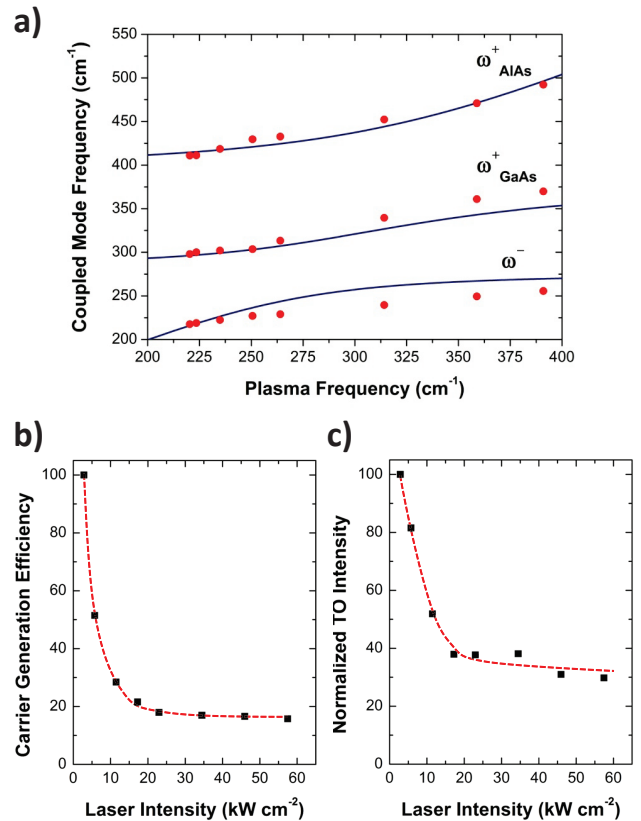 a)
550
500
450
400
350
300
250
200
Coupled Mode Frequency (cm⁻¹)
ω⁺AlAs
ω⁺GaAs
ω⁻
200 225 250 275 300 325 350 375 400
Plasma Frequency (cm⁻¹)
b)
100
80
60
40
20
0
Carrier Generation Efficiency
0 10 20 30 40 50 60
Laser Intensity (kW cm⁻²)
c)
100
80
60
40
20
0
Normalized TO Intensity
0 10 20 30 40 50 60
Laser Intensity (kW cm⁻²)